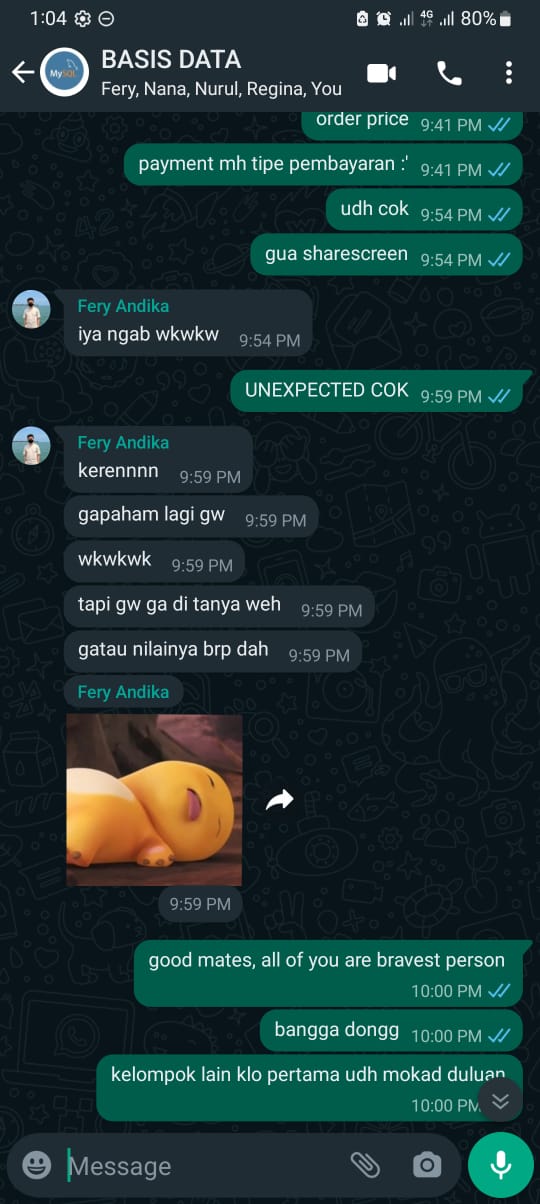 1:04 4G 80%
MySQL
BASIS DATA
Fery, Nana, Nurul, Regina, You
order price 9:41 PM
payment mh tipe pembayaran :' 9:41 PM
udh cok 9:54 PM
gua sharescreen 9:54 PM
Fery Andika
iya ngab wkwkw 9:54 PM
UNEXPECTED COK 9:59 PM
Fery Andika
kerennnn 9:59 PM
gapaham lagi gw 9:59 PM
wkwkwk 9:59 PM
tapi gw ga di tanya weh 9:59 PM
gatau nilainya brp dah 9:59 PM
Fery Andika
9:59 PM
good mates, all of you are bravest person
10:00 PM
bangga dongg 10:00 PM
kelompok lain klo pertama udh mokad duluan
10:00 PM
Message